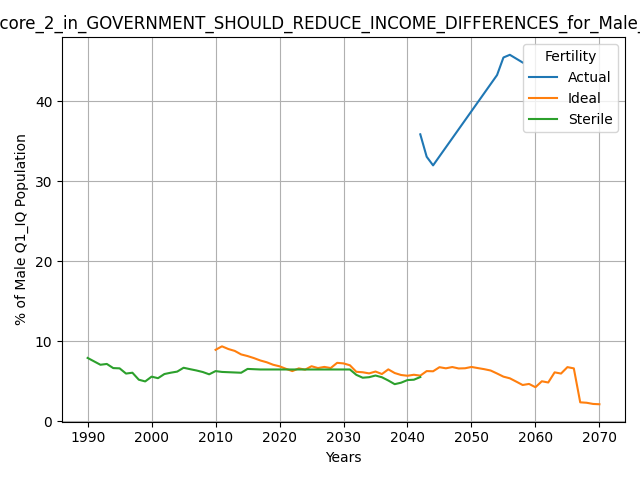 core_2_in_GOVERNMENT_SHOULD_REDUCE_INCOME_DIFFERENCES_for_Male_
Fertility
Actual
Ideal
Sterile
% of Male Q1_IQ Population
40
30
20
10
0
1990 2000 2010 2020 2030 2040 2050 2060 2070
Years